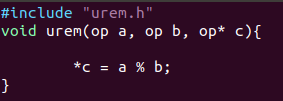 #include "urem.h"
void urem(op a, op b, op* c){
*c = a % b;
}